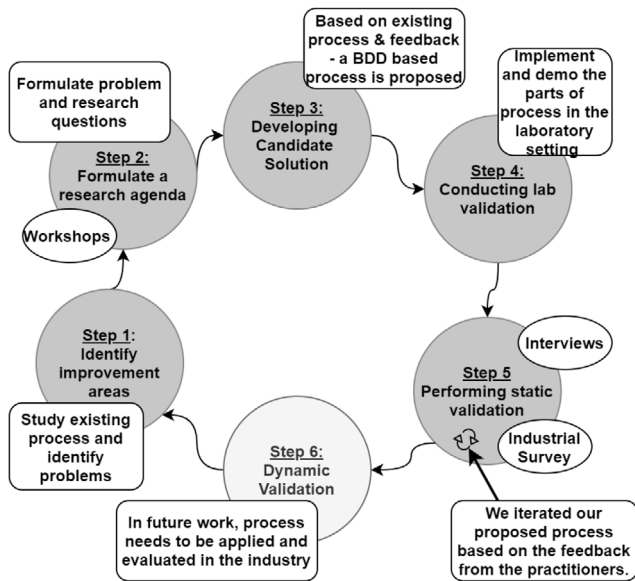 Step 1:
Identify
improvement
areas
Study existing
process and
identify
problems
Formulate problem
and research
questions
Step 2:
Formulate a
research agenda
Workshops
Based on existing
process & feedback
- a BDD based
process is proposed
Step 3:
Developing
Candidate
Solution
Implement
and demo the
parts of
process in the
laboratory
setting
Step 4:
Conducting lab
validation
Interviews
Step 5
Performing static
validation
Industrial
Survey
We iterated our
proposed process
based on the feedback
from the practitioners.
Step 6:
Dynamic
Validation
In future work, process
needs to be applied and
evaluated in the industry